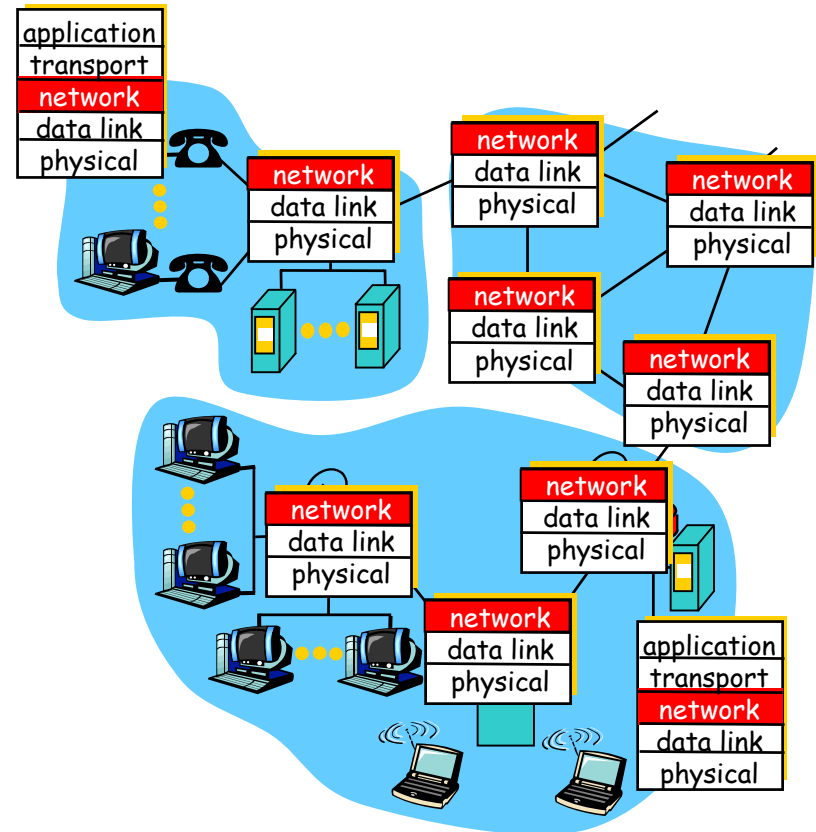 application
transport
network
data link
physical
network
data link
physical
network
data link
physical
network
data link
physical
network
data link
physical
network
data link
physical
network
data link
physical
network
data link
physical
network
data link
physical
application
transport
network
data link
physical